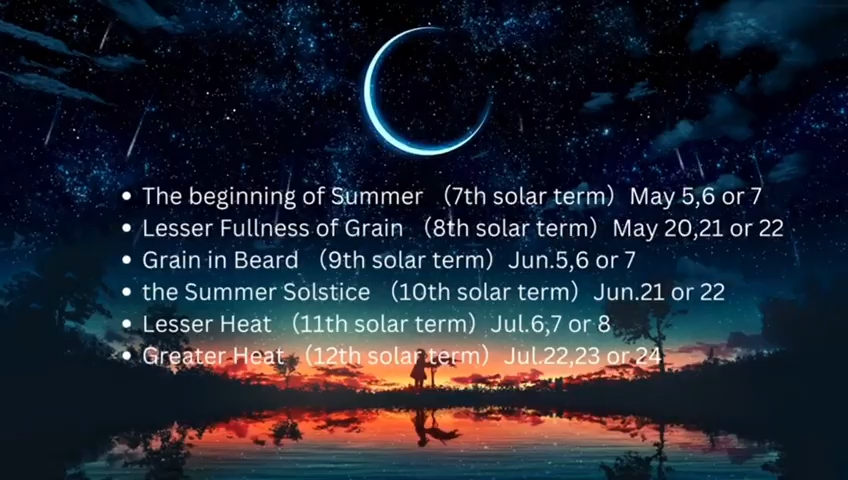 • The beginning of Summer （7th solar term）May 5,6 or 7
• Lesser Fullness of Grain （8th solar term）May 20,21 or 22
• Grain in Beard （9th solar term）Jun.5,6 or 7
• the Summer Solstice （10th solar term）Jun.21 or 22
• Lesser Heat （11th solar term）Jul.6,7 or 8
• Greater Heat （12th solar term）Jul.22,23 or 24